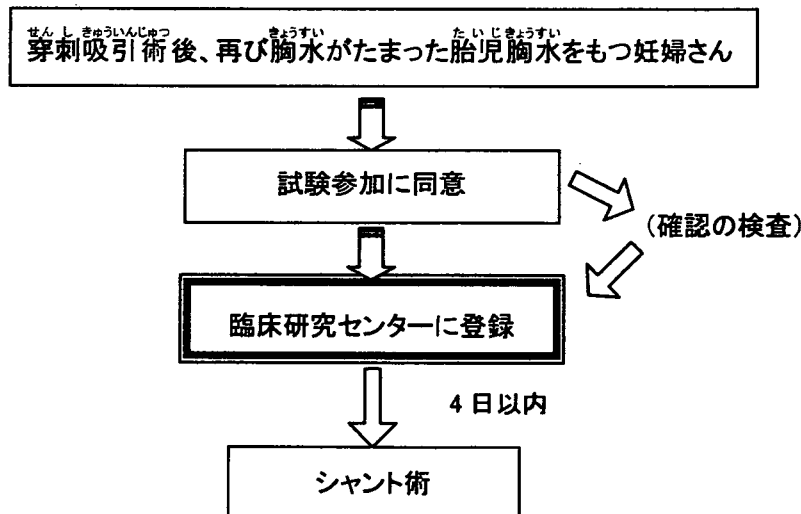 せんしきゅういんじゅつ きょうすい たいじきょうすい
穿刺吸引術後、再び胸水がたまった胎児胸水をもつ妊婦さん
試験参加に同意
(確認の検査)
臨床研究センターに登録
4日以内
シャント術